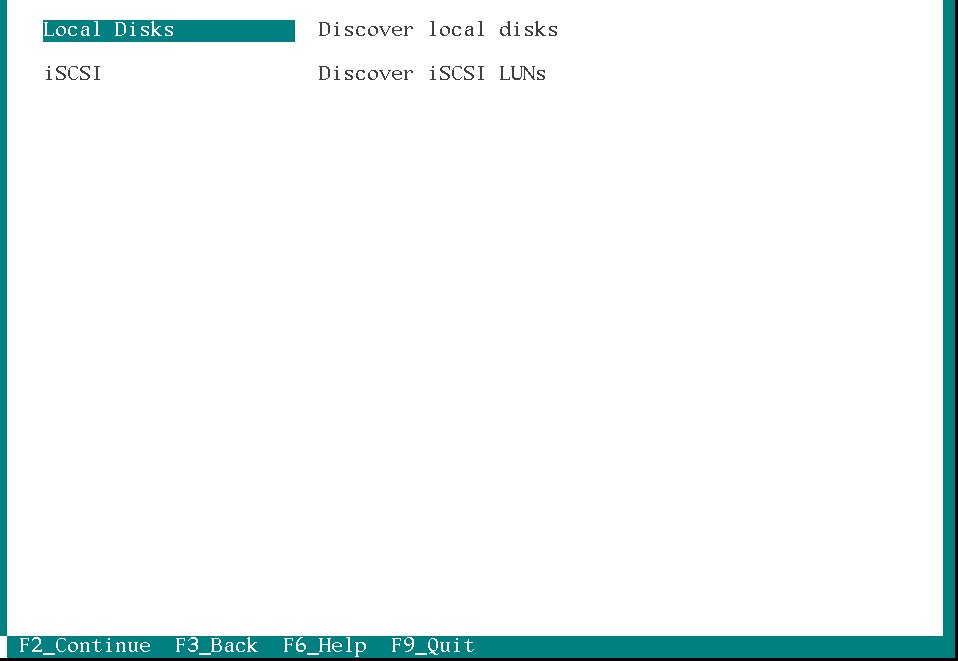 Local Disks Discover local disks
iSCSI Discover iSCSI LUNs
F2_Continue F3_Back F6_Help F9_Quit